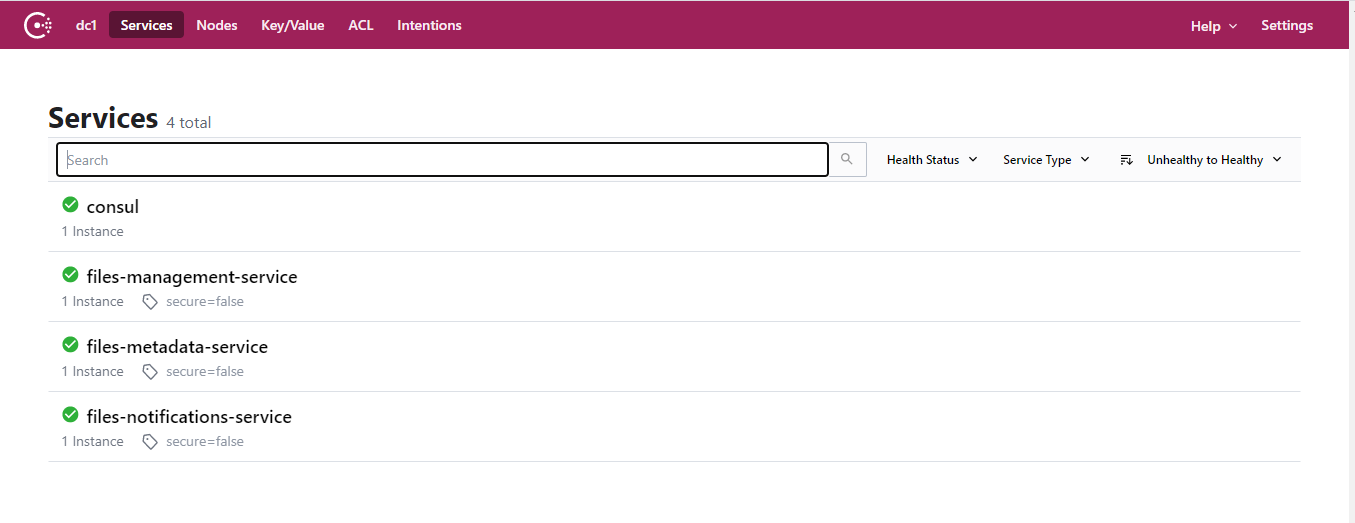 dc1 Services Nodes Key/Value ACL Intentions Help Settings
Services 4 total
Search Health Status Service Type Unhealthy to Healthy
consul
1 Instance
files-management-service
1 Instance secure=false
files-metadata-service
1 Instance secure=false
files-notifications-service
1 Instance secure=false